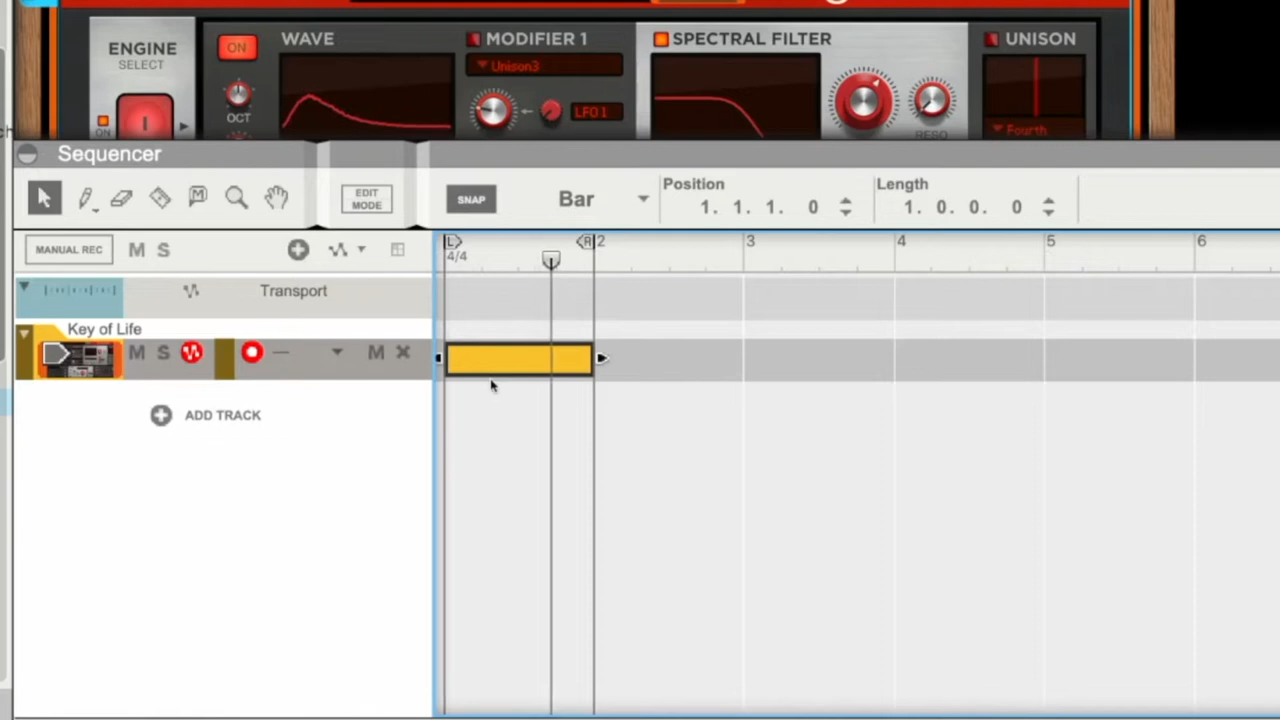 ENGINE
SELECT
ON
I
ON
OCT
WAVE
MODIFIER 1
Unison3
LFO 1
SPECTRAL FILTER
RESO
UNISON
Fourth
Sequencer
EDIT
MODE
SNAP
Bar
Position
1. 1. 1. 0
Length
1. 0. 0. 0
MANUAL REC
M S
L
R
2
3
4
5
6
4/4
Transport
Key of Life
M S
M
ADD TRACK